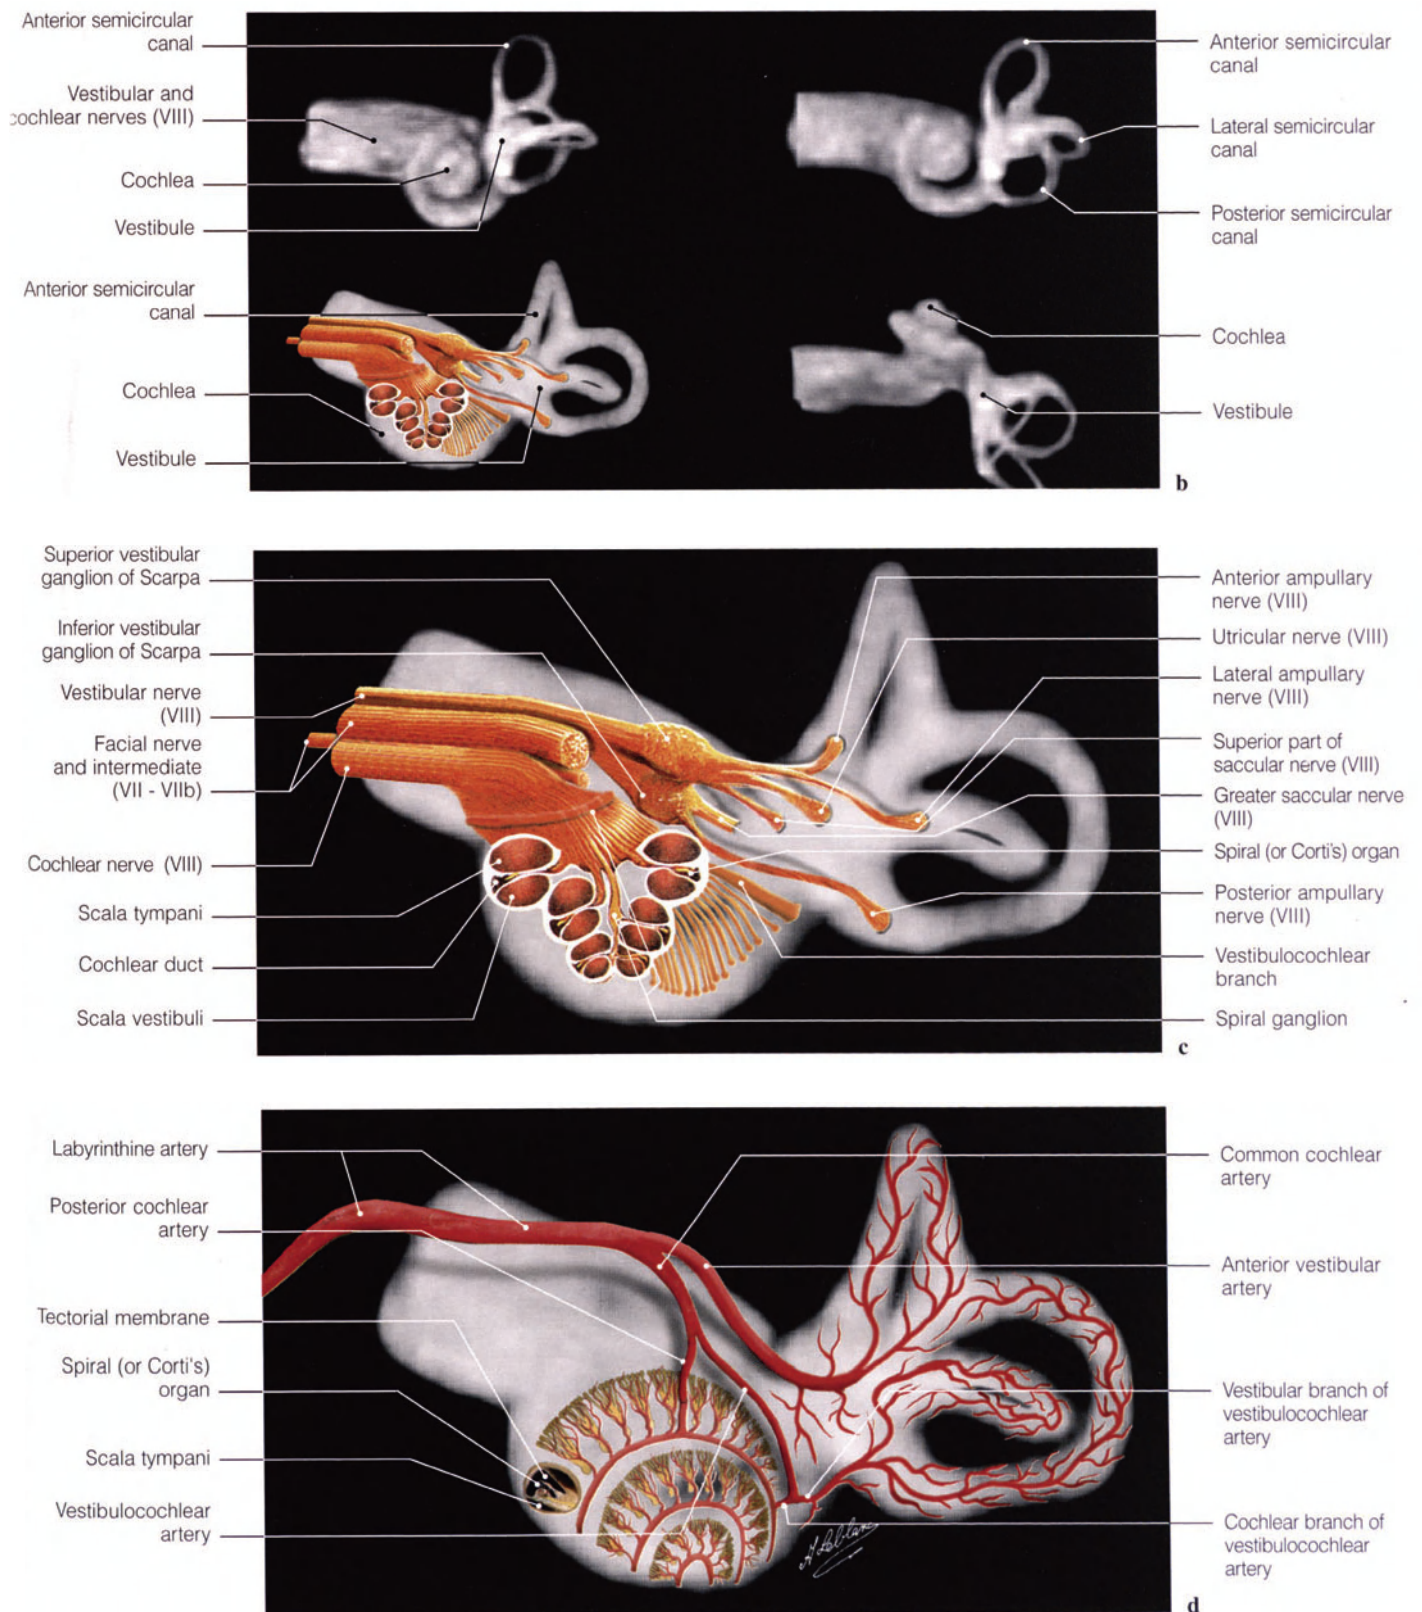 Anterior semicircular
canal
Vestibular and
cochlear nerves (VIII)
Cochlea
Vestibule
Anterior semicircular
canal
Cochlea
Vestibule
Anterior semicircular
canal
Lateral semicircular
canal
Posterior semicircular
canal
Cochlea
Vestibule
b
Superior vestibular
ganglion of Scarpa
Inferior vestibular
ganglion of Scarpa
Vestibular nerve
(VIII)
Facial nerve
and intermediate
(VII - VIIb)
Cochlear nerve (VIII)
Scala tympani
Cochlear duct
Scala vestibuli
Anterior ampullary
nerve (VIII)
Utricular nerve (VIII)
Lateral ampullary
nerve (VIII)
Superior part of
saccular nerve (VIII)
Greater saccular nerve
(VIII)
Spiral (or Corti's) organ
Posterior ampullary
nerve (VIII)
Vestibulocochlear
branch
Spiral ganglion
c
Labyrinthine artery
Posterior cochlear
artery
Tectorial membrane
Spiral (or Corti's)
organ
Scala tympani
Vestibulocochlear
artery
Common cochlear
artery
Anterior vestibular
artery
Vestibular branch of
vestibulocochlear
artery
Cochlear branch of
vestibulocochlear
artery
A Leblanc
d